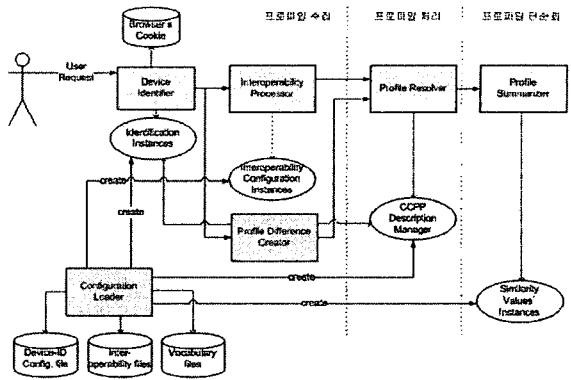 프로파일 수집
프로파일 처리
프로파일 단순화
Browser's
Cookie
User
Request
Device
Identifier
Interoperability
Processor
Profile Resolver
Profile
Summarizer
Identification
Instances
Interoperability
Configuration
Instances
create
create
Profile Difference
Creator
CCPP
Description
Manager
create
Configuration
Loader
create
Similarity
Values'
Instances
Device-ID
Config. file
Inter-
operability files
Vocabulary
files